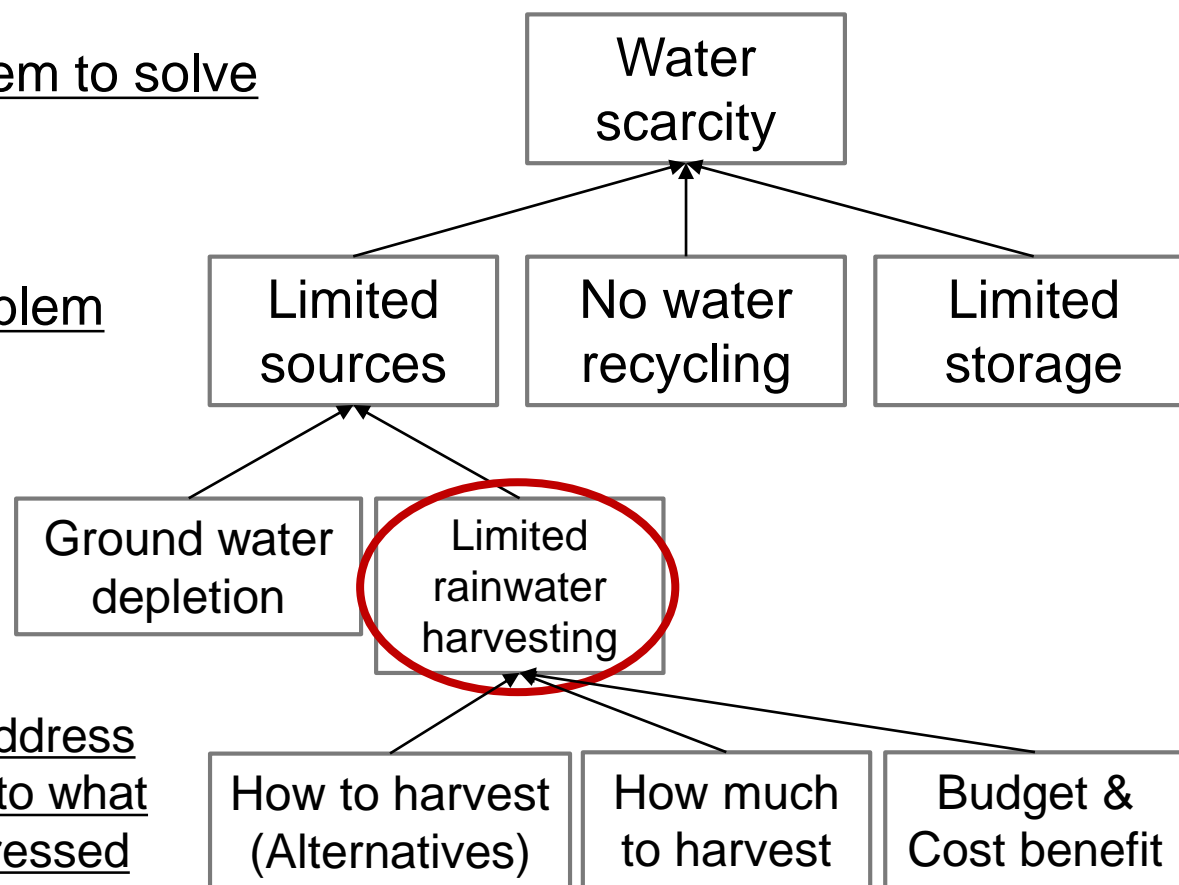 em to solve
Water
scarcity
blem
Limited
sources
No water
recycling
Limited
storage
Ground water
depletion
Limited
rainwater
harvesting
ddress
to what
ressed
How to harvest
(Alternatives)
How much
to harvest
Budget &
Cost benefit